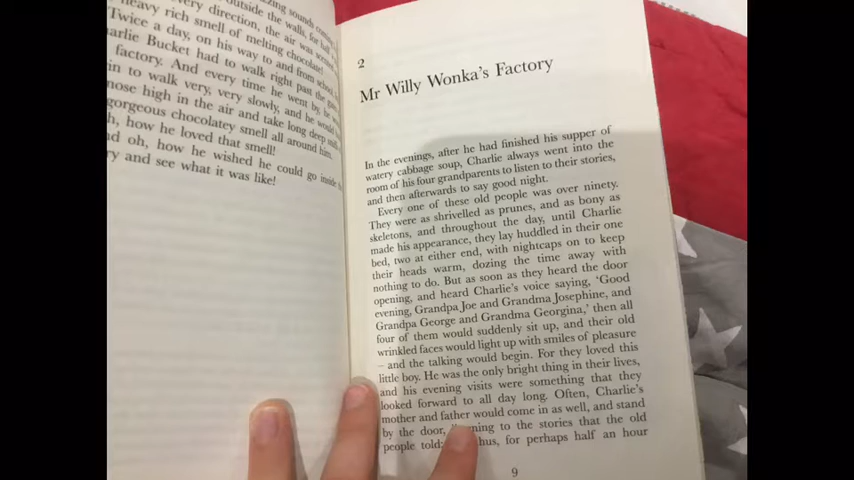 azing sounds com
outside the walls, for half
very direction, the air was scented
heavy rich smell of melting chocolate!
Twice a day, on his way to and from school,
arlie Bucket had to walk right past the ga
factory. And every time he went by, he w
in to walk very, very slowly, and he would h
nose high in the air and take long deep sniffs
gorgeous chocolatey smell all around him.
h, how he loved that smell!
nd oh, how he wished he could go inside
ry and see what it was like!
2
Mr Willy Wonka's Factory
In the evenings, after he had finished his supper of
watery cabbage soup, Charlie always went into the
room of his four grandparents to listen to their stories,
and then afterwards to say good night.
Every one of these old people was over ninety.
They were as shrivelled as prunes, and as bony as
skeletons, and throughout the day, until Charlie
made his appearance, they lay huddled in their one
bed, two at either end, with nightcaps on to keep
their heads warm, dozing the time away with
nothing to do. But as soon as they heard the door
opening, and heard Charlie's voice saying, 'Good
evening, Grandpa Joe and Grandma Josephine, and
Grandpa George and Grandma Georgina,' then all
four of them would suddenly sit up, and their old
wrinkled faces would light up with smiles of pleasure
– and the talking would begin. For they loved this
little boy. He was the only bright thing in their lives,
and his evening visits were something that they
looked forward to all day long. Often, Charlie's
mother and father would come in as well, and stand
by the door, ning to the stories that the old
people told; hus, for perhaps half an hour
9